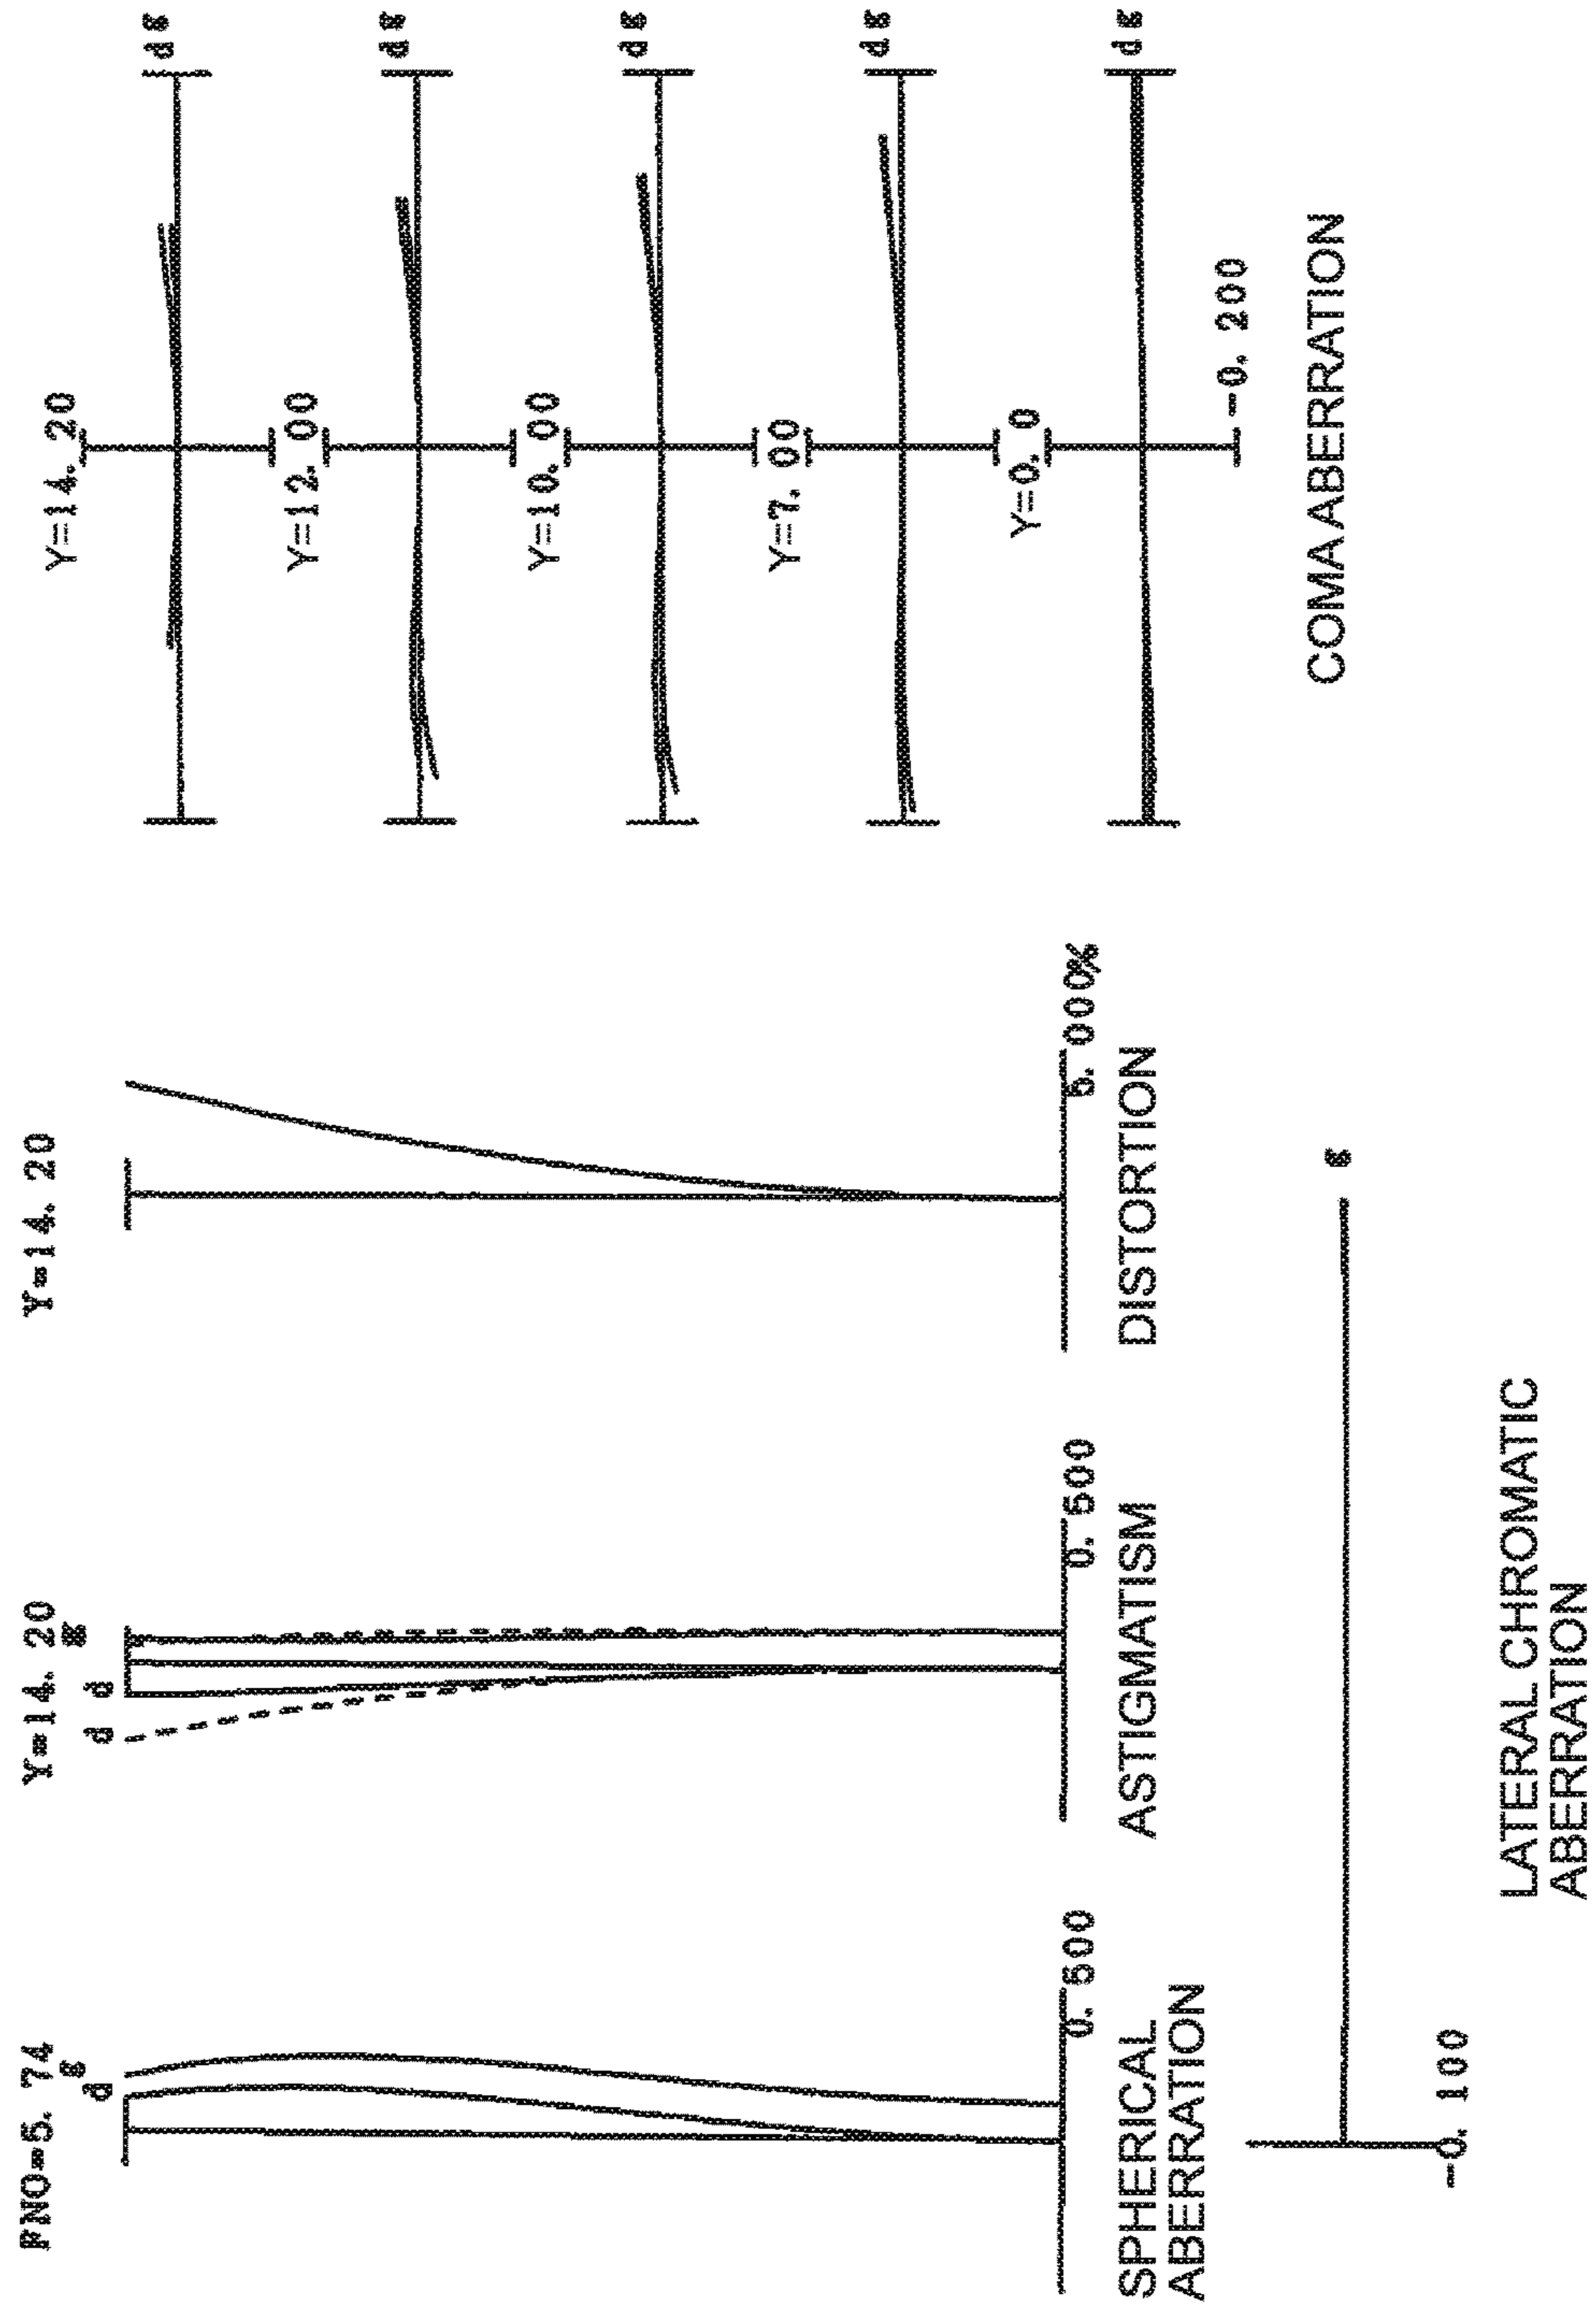 FNO=5. 74
d g
0. 500
SPHERICAL
ABERRATION
Y=14. 20
d d g
0. 500
ASTIGMATISM
Y=14. 20
5. 000%
DISTORTION
-0. 100
g
LATERAL CHROMATIC
ABERRATION
Y=14. 20
d g
Y=12. 00
d g
Y=10. 00
d g
Y=7. 00
d g
Y=0. 0
d g
-0. 200
COMA ABERRATION